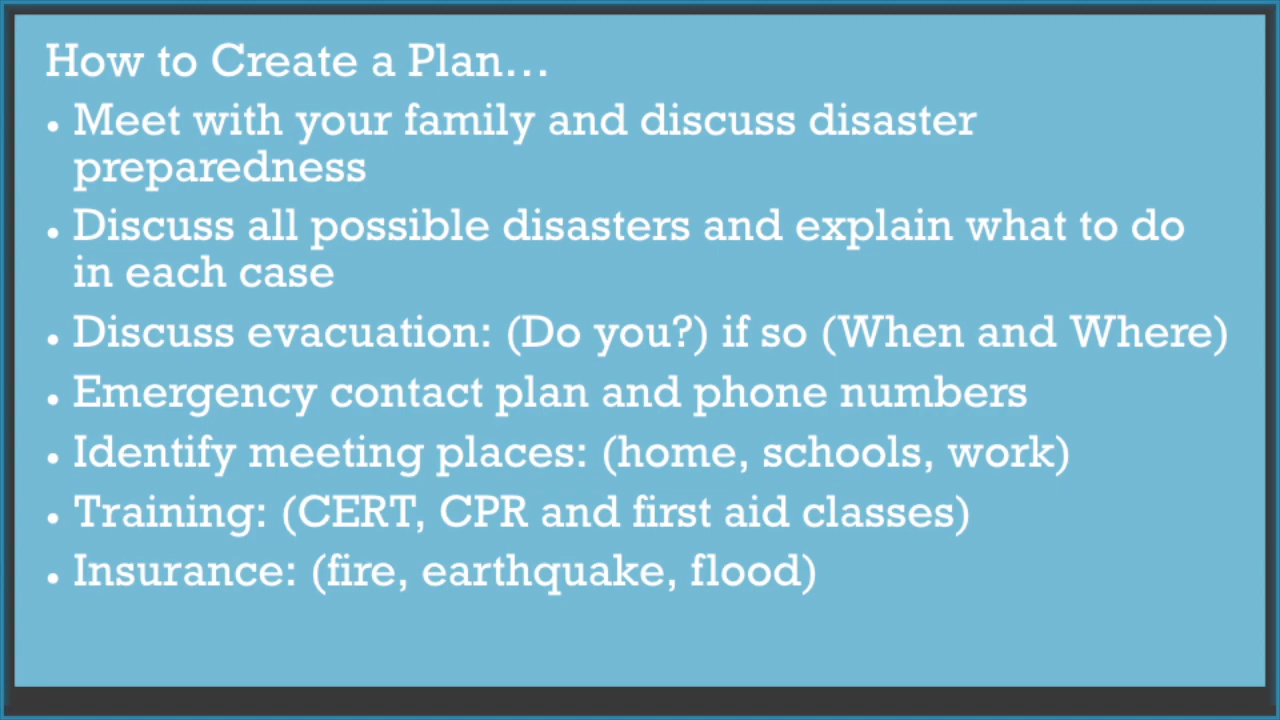 How to Create a Plan...
• Meet with your family and discuss disaster
preparedness
• Discuss all possible disasters and explain what to do
in each case
• Discuss evacuation: (Do you?) if so (When and Where)
• Emergency contact plan and phone numbers
• Identify meeting places: (home, schools, work)
• Training: (CERT, CPR and first aid classes)
• Insurance: (fire, earthquake, flood)